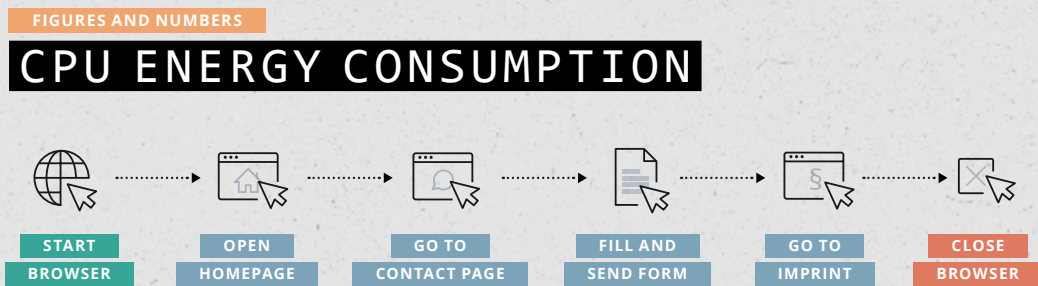 FIGURES AND NUMBERS
CPU ENERGY CONSUMPTION
§
START
BROWSER
OPEN
HOMEPAGE
GO TO
CONTACT PAGE
FILL AND
SEND FORM
GO TO
IMPRINT
CLOSE
BROWSER